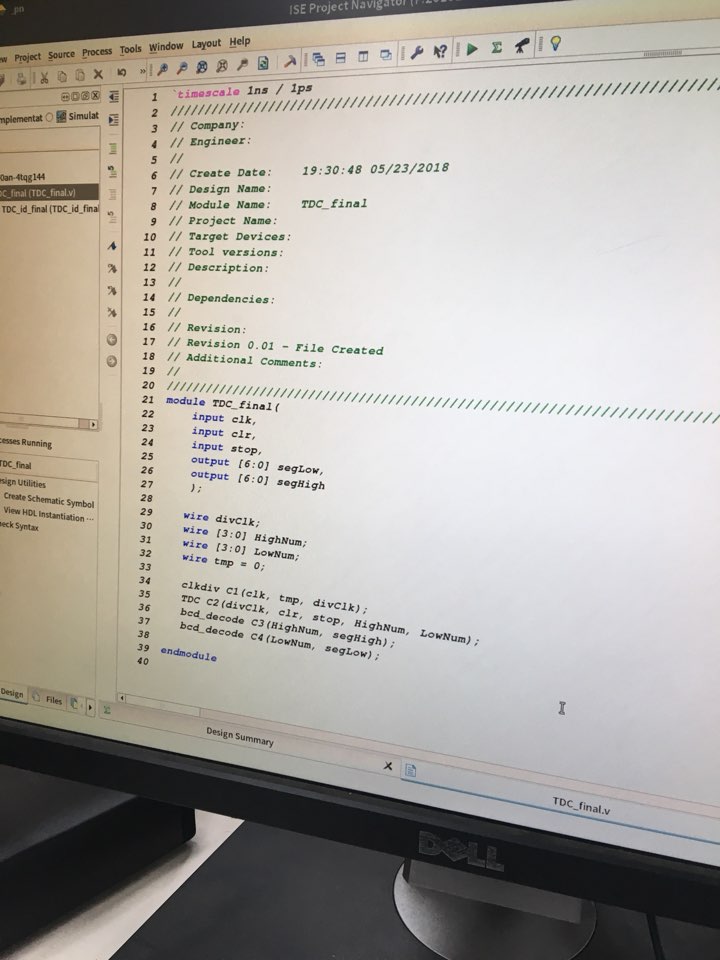 _pn
ISE Project Navigator
Project Source Process Tools Window Layout Help
Simulat
0an-4tqg144
(TDC_final.v)
TDC_id_final (TDC_id_final
Running
TDC_final
Utilities
Create Schematic Symbol
View HDL Instantiation ...
Syntax
1 `timescale 1ns / 1ps
2 //////////////////////////////////////////////////////////////////////////////////
3 // Company:
4 // Engineer:
5 //
6 // Create Date: 19:30:48 05/23/2018
7 // Design Name:
8 // Module Name: TDC_final
9 // Project Name:
10 // Target Devices:
11 // Tool versions:
12 // Description:
13 //
14 // Dependencies:
15 //
16 // Revision:
17 // Revision 0.01 - File Created
18 // Additional Comments:
19 //
20 //////////////////////////////////////////////////////////////////////////////////
21 module TDC_final(
22 input clk,
23 input clr,
24 input stop,
25 output [6:0] segLow,
26 output [6:0] segHigh
27 );
28
29 wire divClk;
30 wire [3:0] HighNum;
31 wire [3:0] LowNum;
32 wire tmp = 0;
33
34 clkdiv C1(clk, tmp, divClk);
35 TDC C2(divClk, clr, stop, HighNum, LowNum);
36 bcd_decode C3(HighNum, segHigh);
37 bcd_decode C4(LowNum, segLow);
38
39 endmodule
40
Design Files
Design Summary
TDC_final.v
DELL